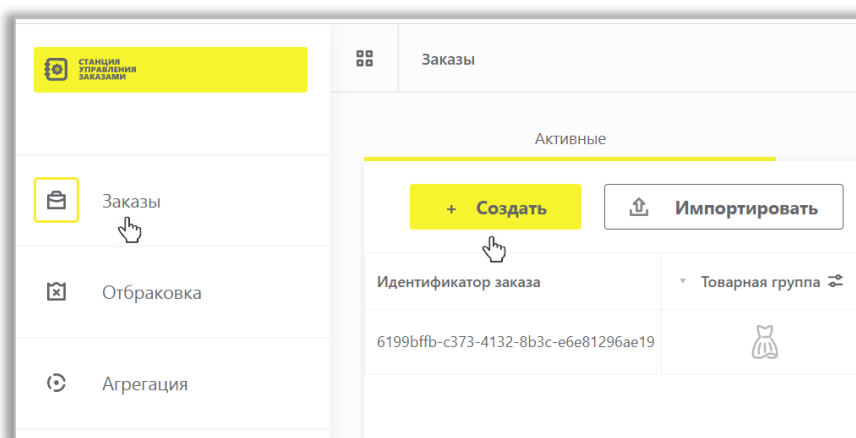 СТАНЦИЯ
УПРАВЛЕНИЯ
ЗАКАЗАМИ
Заказы
Активные
Заказы
+ Создать
Импортировать
Идентификатор заказа
Товарная группа
Отбраковка
6199bffb-c373-4132-8b3c-e6e81296ae19
Агрегация